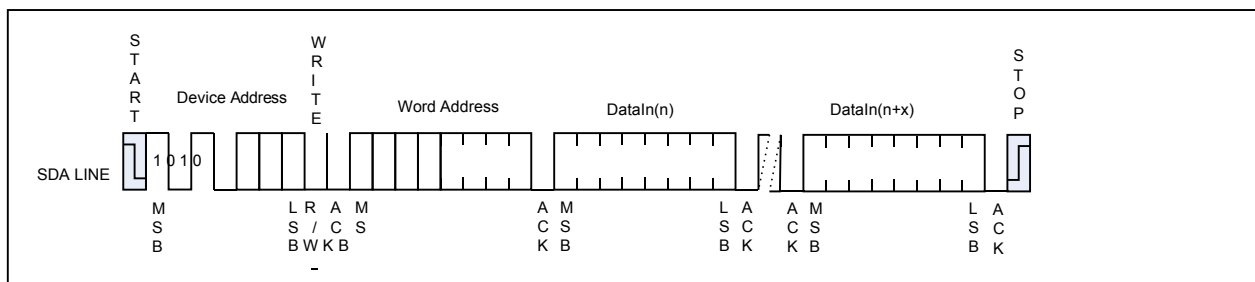 START
WRITE
STOP
Device Address
Word Address
DataIn(n)
DataIn(n+x)
SDA LINE
1 0 1 0
MSB
LSB
R/W
ACK
MSB
ACK
MSB
LSB
ACK
ACK
MSB
LSB
ACK